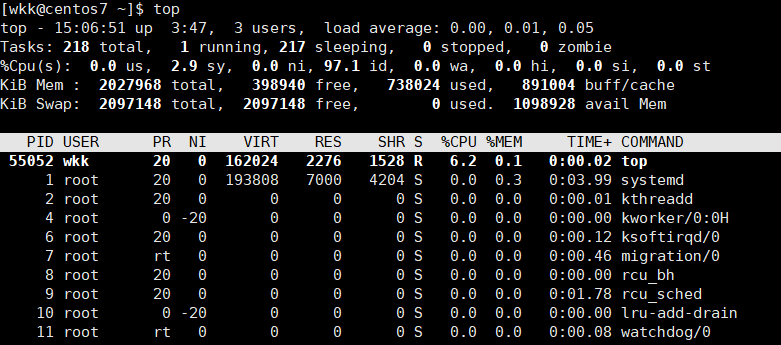 [wkk@centos7 ~]$ top
top - 15:06:51 up  3:47,  3 users,  load average: 0.00, 0.01, 0.05
Tasks: 218 total,   1 running, 217 sleeping,   0 stopped,   0 zombie
%Cpu(s):  0.0 us,  2.9 sy,  0.0 ni, 97.1 id,  0.0 wa,  0.0 hi,  0.0 si,  0.0 st
KiB Mem :  2027968 total,   398940 free,   738024 used,   891004 buff/cache
KiB Swap:  2097148 total,  2097148 free,        0 used.  1098928 avail Mem
PID USER      PR  NI    VIRT    RES    SHR S  %CPU %MEM     TIME+ COMMAND
55052 wkk       20   0  162024   2276   1528 R   6.2  0.1   0:00.02 top
1 root      20   0  193808   7000   4204 S   0.0  0.3   0:03.99 systemd
2 root      20   0       0      0      0 S   0.0  0.0   0:00.01 kthreadd
4 root       0 -20       0      0      0 S   0.0  0.0   0:00.00 kworker/0:0H
6 root      20   0       0      0      0 S   0.0  0.0   0:00.12 ksoftirqd/0
7 root      rt   0       0      0      0 S   0.0  0.0   0:00.46 migration/0
8 root      20   0       0      0      0 S   0.0  0.0   0:00.00 rcu_bh
9 root      20   0       0      0      0 S   0.0  0.0   0:01.78 rcu_sched
10 root       0 -20       0      0      0 S   0.0  0.0   0:00.00 lru-add-drain
11 root      rt   0       0      0      0 S   0.0  0.0   0:00.08 watchdog/0